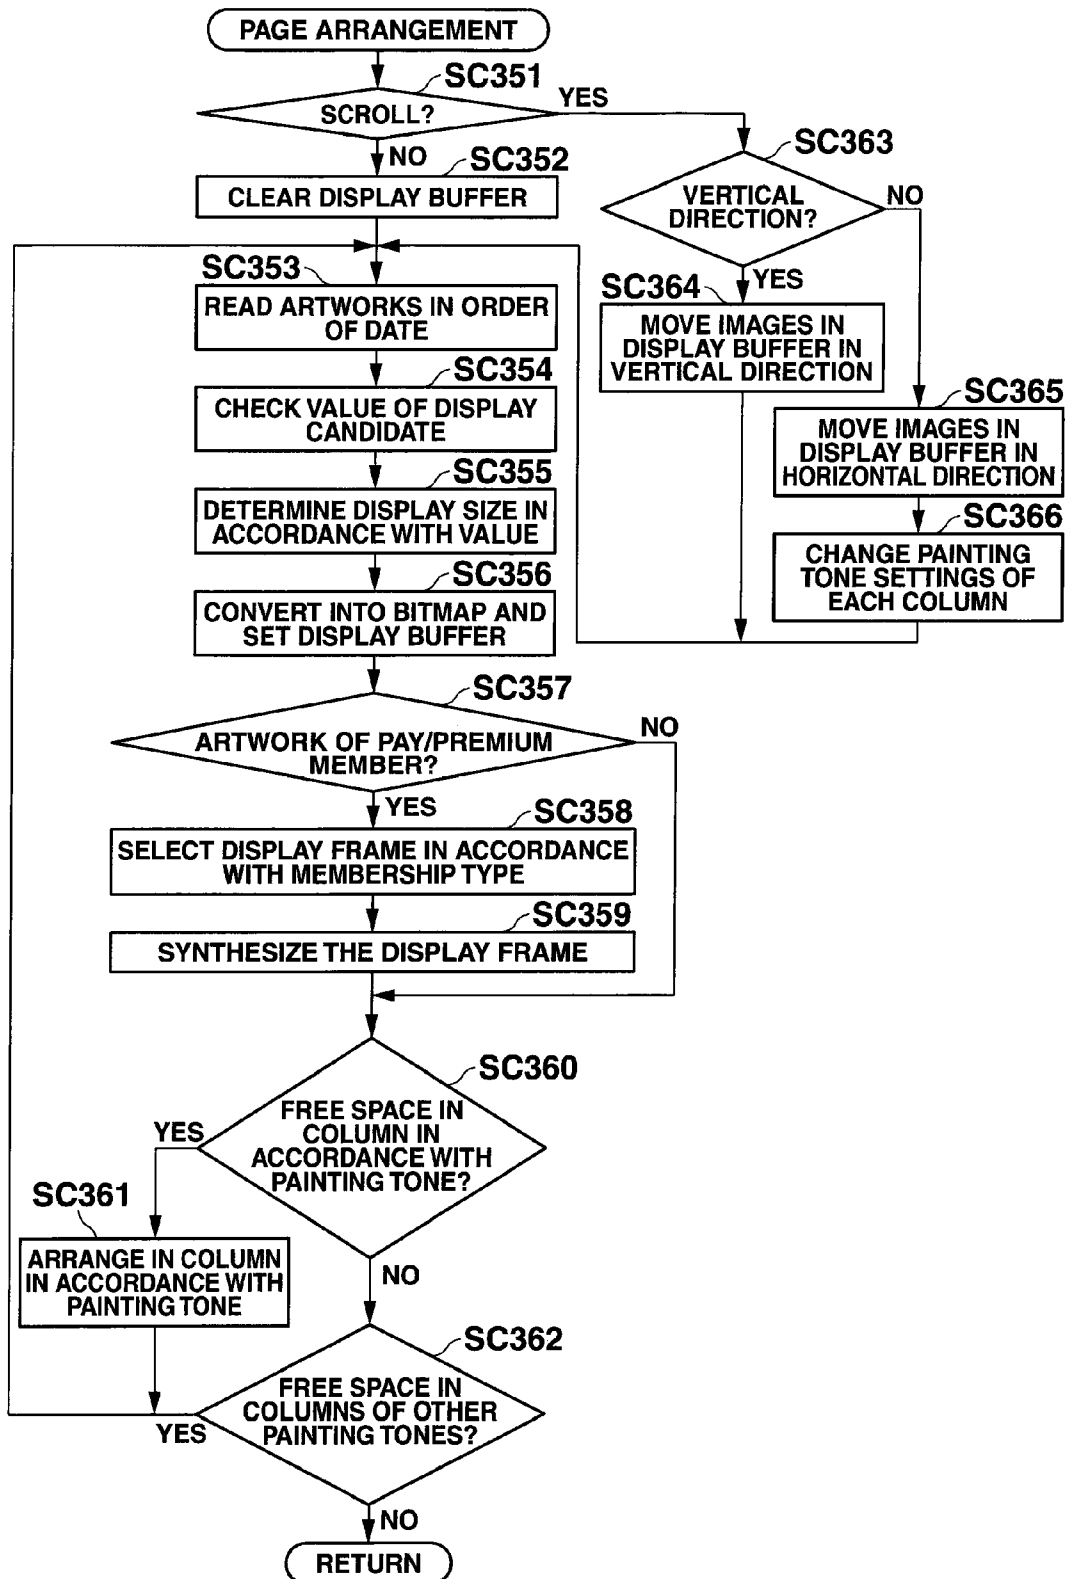 PAGE ARRANGEMENT
SC351
SCROLL?
YES
NO
SC352
CLEAR DISPLAY BUFFER
SC363
VERTICAL
DIRECTION?
NO
YES
SC353
READ ARTWORKS IN ORDER
OF DATE
SC364
MOVE IMAGES IN
DISPLAY BUFFER IN
VERTICAL DIRECTION
SC354
CHECK VALUE OF DISPLAY
CANDIDATE
SC365
MOVE IMAGES IN
DISPLAY BUFFER IN
HORIZONTAL DIRECTION
SC355
DETERMINE DISPLAY SIZE IN
ACCORDANCE WITH VALUE
SC366
CHANGE PAINTING
TONE SETTINGS OF
EACH COLUMN
SC356
CONVERT INTO BITMAP AND
SET DISPLAY BUFFER
SC357
ARTWORK OF PAY/PREMIUM
MEMBER?
NO
YES
SC358
SELECT DISPLAY FRAME IN ACCORDANCE
WITH MEMBERSHIP TYPE
SC359
SYNTHESIZE THE DISPLAY FRAME
SC360
FREE SPACE IN
COLUMN IN
ACCORDANCE WITH
PAINTING TONE?
YES
NO
SC361
ARRANGE IN COLUMN
IN ACCORDANCE WITH
PAINTING TONE
SC362
FREE SPACE IN
COLUMNS OF OTHER
PAINTING TONES?
YES
NO
RETURN